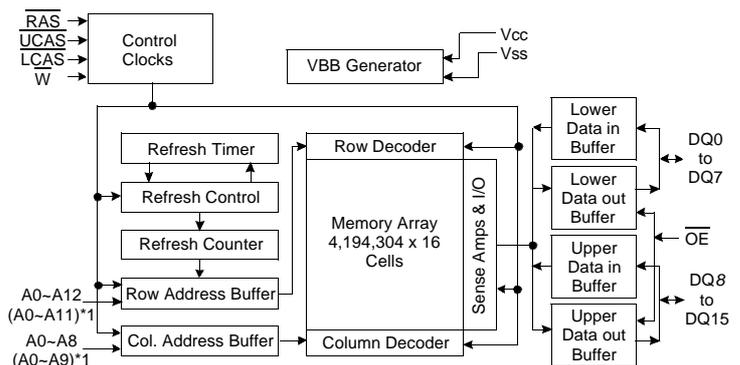 RAS
UCAS
LCAS
W
Control
Clocks
VBB Generator
Vcc
Vss
Refresh Timer
Refresh Control
Refresh Counter
Row Address Buffer
Col. Address Buffer
A0~A12
(A0~A11)*1
A0~A8
(A0~A9)*1
Row Decoder
Memory Array
4,194,304 x 16
Cells
Column Decoder
Sense Amps & I/O
Lower
Data in
Buffer
Lower
Data out
Buffer
Upper
Data in
Buffer
Upper
Data out
Buffer
DQ0
to
DQ7
OE
DQ8
to
DQ15